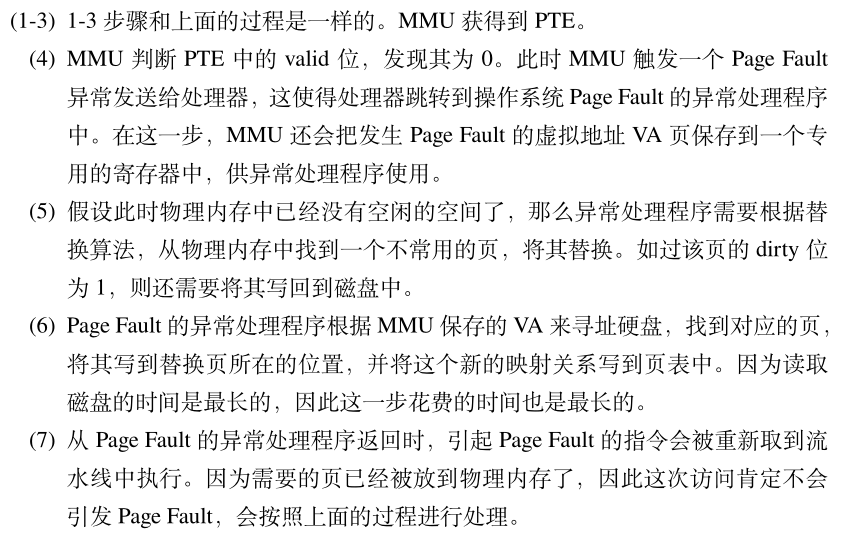 (1-3) 1-3 步骤和上面的过程是一样的。MMU 获得到 PTE。
(4) MMU 判断 PTE 中的 valid 位，发现其为 0。此时 MMU 触发一个 Page Fault
异常发送给处理器，这使得处理器跳转到操作系统 Page Fault 的异常处理程序
中。在这一步，MMU 还会把发生 Page Fault 的虚拟地址 VA 页保存到一个专
用的寄存器中，供异常处理程序使用。
(5) 假设此时物理内存中已经没有空闲的空间了，那么异常处理程序需要根据替
换算法，从物理内存中找到一个不常用的页，将其替换。如过该页的 dirty 位
为 1，则还需要将其写回到磁盘中。
(6) Page Fault 的异常处理程序根据 MMU 保存的 VA 来寻址硬盘，找到对应的页，
将其写到替换页所在的位置，并将这个新的映射关系写到页表中。因为读取
磁盘的时间是最长的，因此这一步花费的时间也是最长的。
(7) 从 Page Fault 的异常处理程序返回时，引起 Page Fault 的指令会被重新取到流
水线中执行。因为需要的页已经被放到物理内存了，因此这次访问肯定不会
引发 Page Fault，会按照上面的过程进行处理。